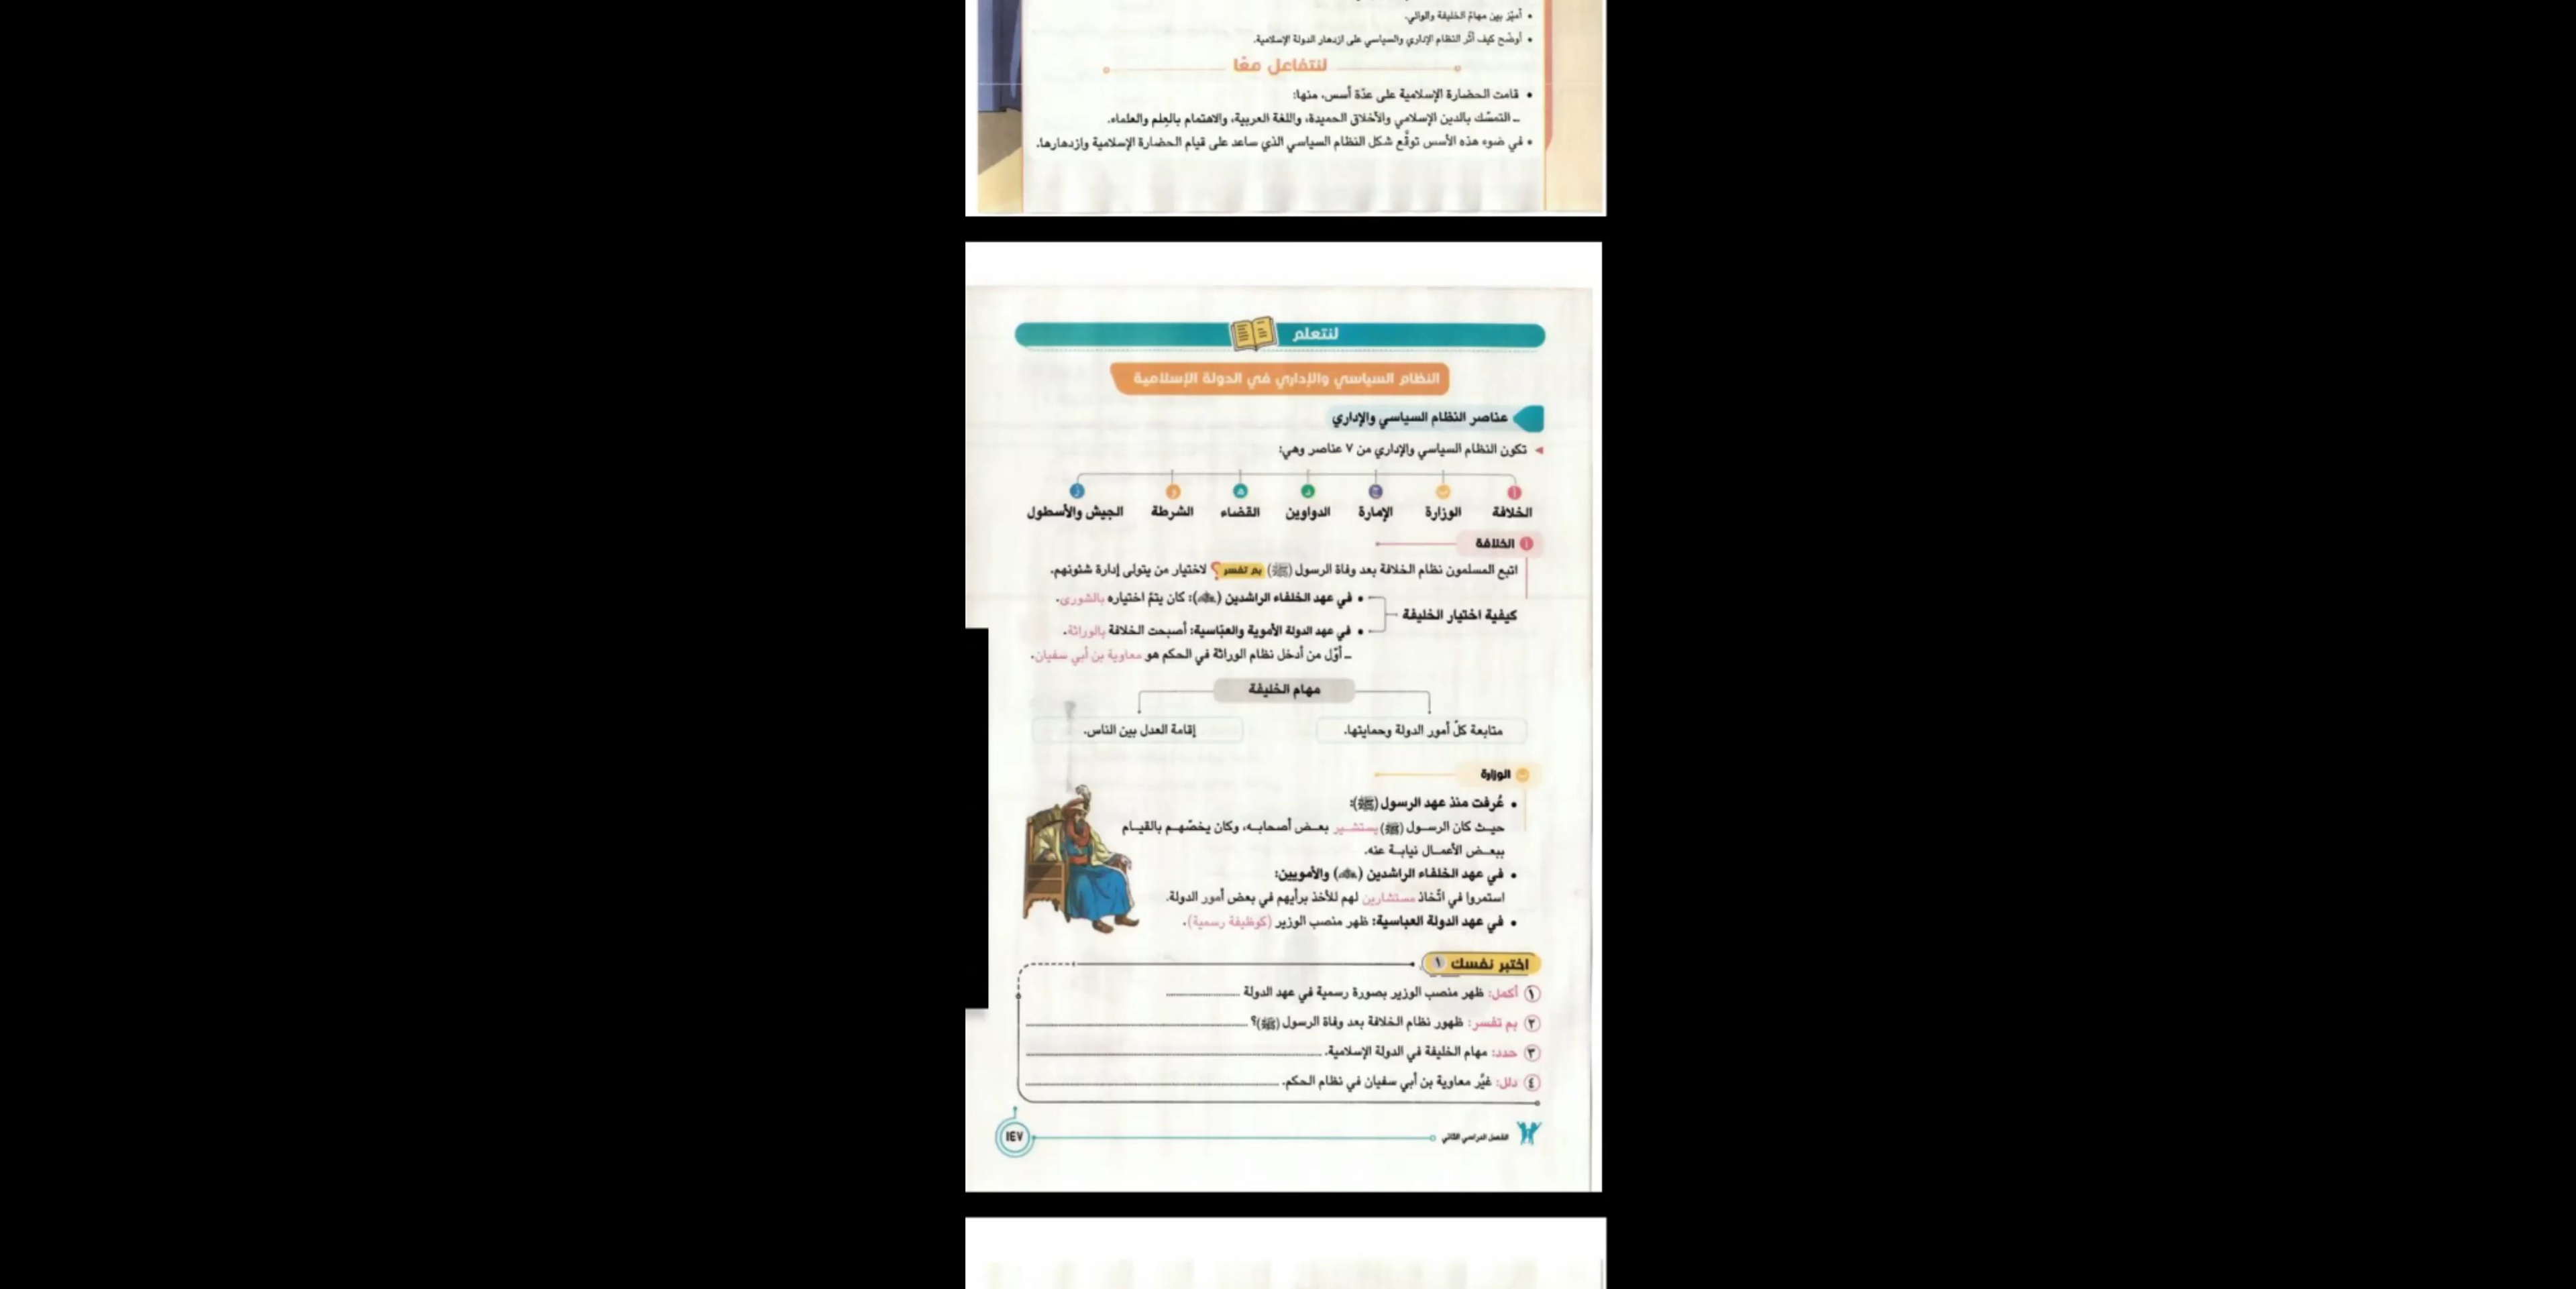 • أميّز بين مهام الخليفة والوالي.
• أوضّح كيف أثّر النظام الإداري والسياسي على ازدهار الدولة الإسلامية.
لنتفاعل معًا
• قامت الحضارة الإسلامية على عدّة أسس، منها:
– التمسّك بالدين الإسلامي والأخلاق الحميدة، واللغة العربية، والاهتمام بالعِلم والعلماء.
• في ضوء هذه الأسس توقَّع شكل النظام السياسي الذي ساعد على قيام الحضارة الإسلامية وازدهارها.
لنتعلم
النظام السياسي والإداري في الدولة الإسلامية
عناصر النظام السياسي والإداري
◄ تكون النظام السياسي والإداري من ٧ عناصر وهي:
أ ب ج د ه و ز
الخلافة الوزارة الإمارة الدواوين القضاء الشرطة الجيش والأسطول
أ الخلافة
اتبع المسلمون نظام الخلافة بعد وفاة الرسول (ﷺ) بم تفسر؟ لاختيار من يتولى إدارة شئونهم.
• في عهد الخلفاء الراشدين (): كان يتمّ اختياره بالشورى.
كيفية اختيار الخليفة
• في عهد الدولة الأموية والعبّاسية: أصبحت الخلافة بالوراثة.
– أوّل من أدخل نظام الوراثة في الحكم هو معاوية بن أبي سفيان.
مهام الخليفة
متابعة كلّ أمور الدولة وحمايتها. إقامة العدل بين الناس.
ب الوزارة
• عُرفت منذ عهد الرسول (ﷺ):
حيث كان الرسول (ﷺ) يستشير بعض أصحابه، وكان يخصّهم بالقيام
ببعض الأعمال نيابة عنه.
• في عهد الخلفاء الراشدين () والأمويين:
استمروا في اتّخاذ مستشارين لهم للأخذ برأيهم في بعض أمور الدولة.
• في عهد الدولة العباسية: ظهر منصب الوزير (كوظيفة رسمية).
اختبر نفسك ١
١ أكمل: ظهر منصب الوزير بصورة رسمية في عهد الدولة ..........
٢ بم تفسر: ظهور نظام الخلافة بعد وفاة الرسول (ﷺ)؟ ..........
٣ حدد: مهام الخليفة في الدولة الإسلامية. ..........
٤ دلل: غيَّر معاوية بن أبي سفيان في نظام الحكم. ..........
الفصل الدراسي الثاني
١٤٧